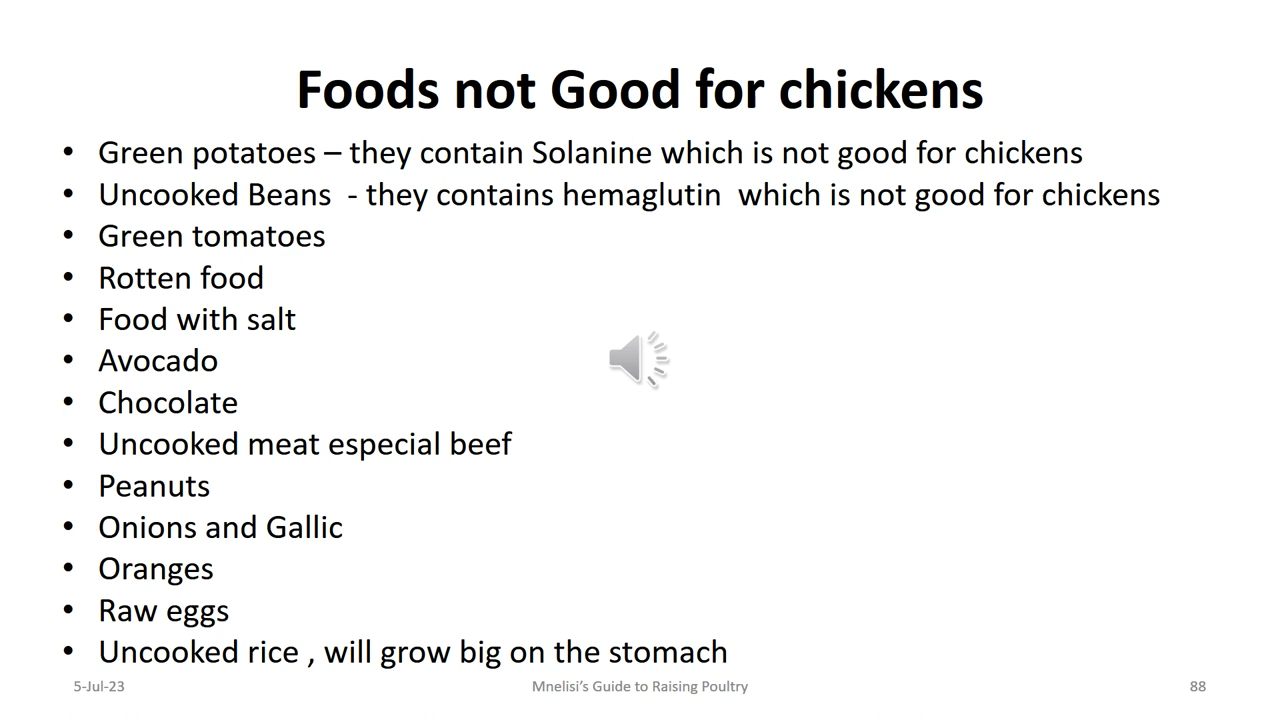 Foods not Good for chickens
• Green potatoes – they contain Solanine which is not good for chickens
• Uncooked Beans - they contains hemaglutin which is not good for chickens
• Green tomatoes
• Rotten food
• Food with salt
• Avocado
• Chocolate
• Uncooked meat especial beef
• Peanuts
• Onions and Gallic
• Oranges
• Raw eggs
• Uncooked rice , will grow big on the stomach
5-Jul-23
Mnelisi’s Guide to Raising Poultry
88